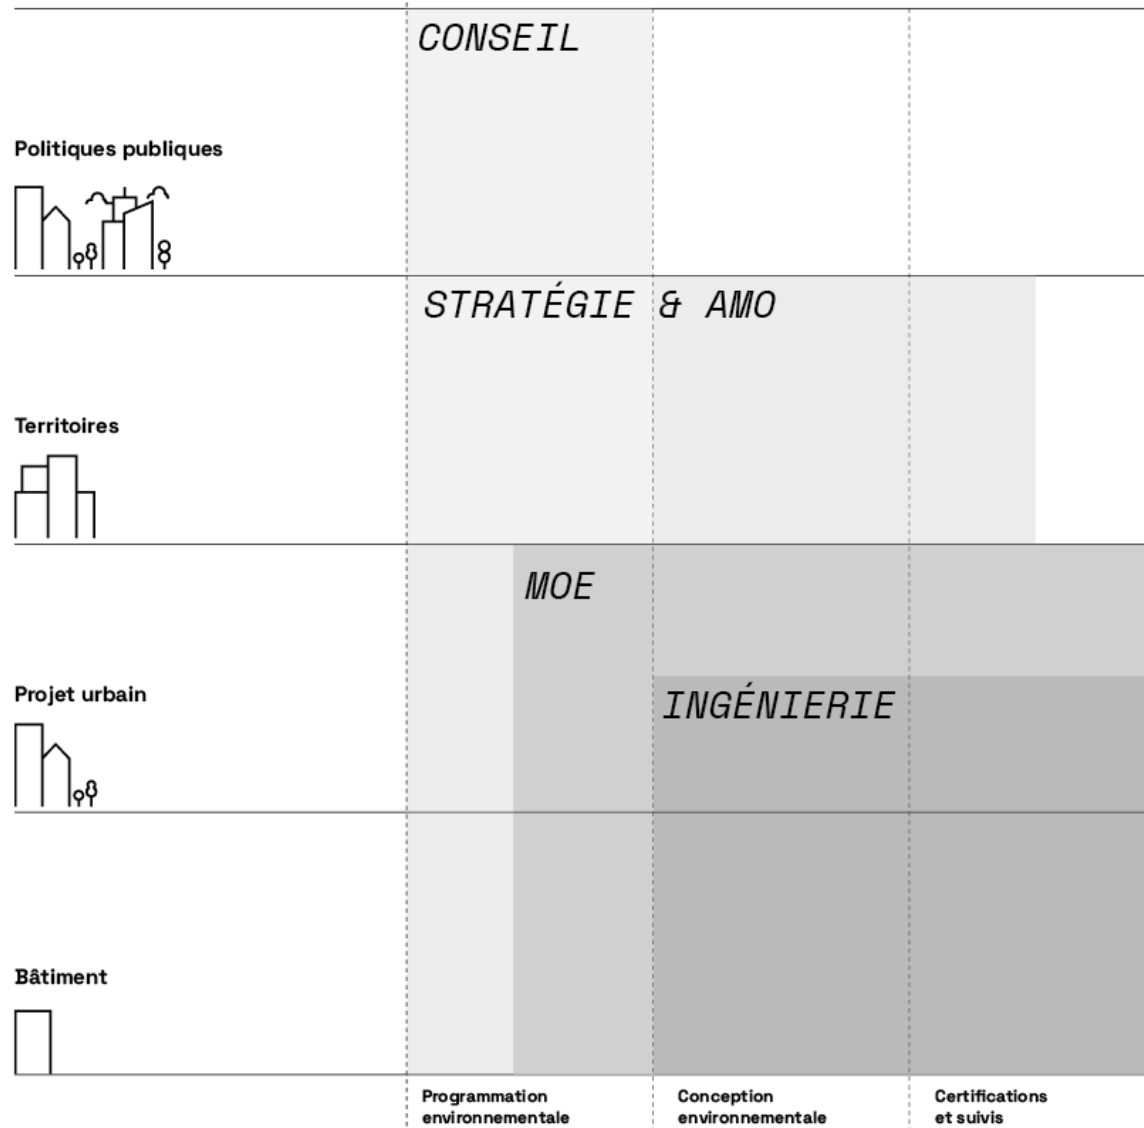 CONSEIL
Politiques publiques
STRATÉGIE & AMO
Territoires
MOE
Projet urbain
INGÉNIERIE
Bâtiment
Programmation
environnementale
Conception
environnementale
Certifications
et suivis